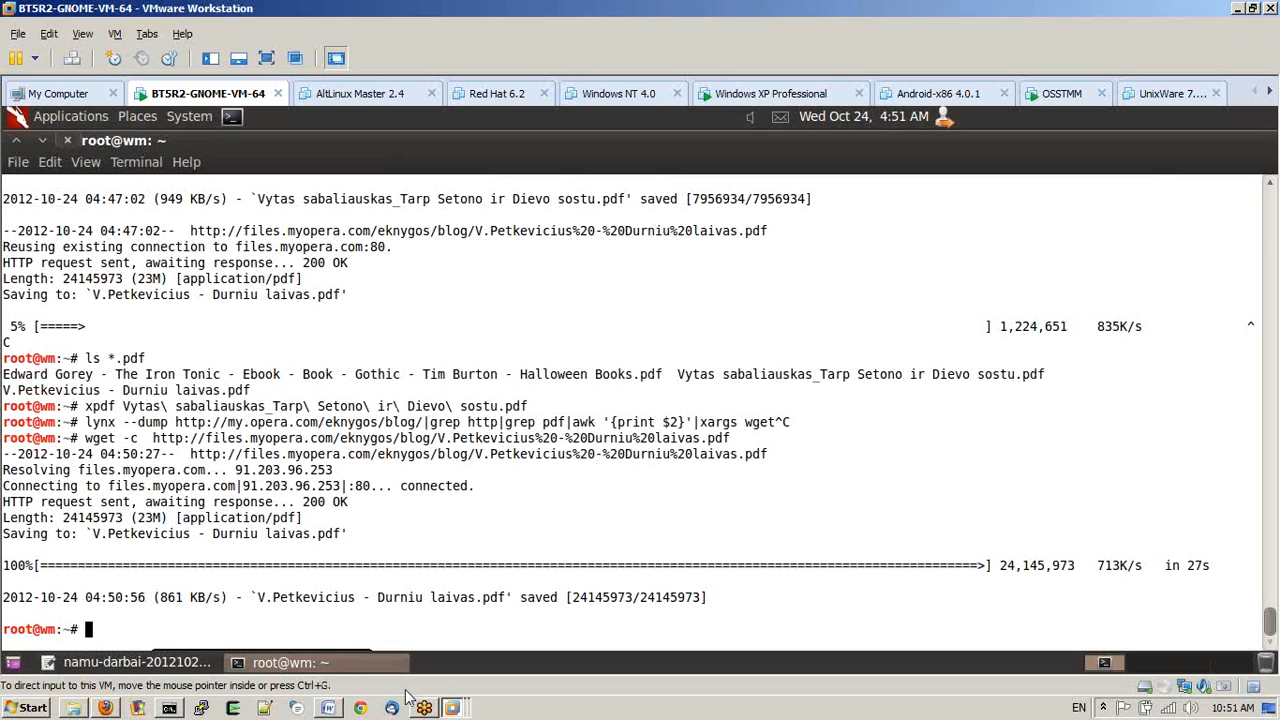 BT5R2-GNOME-VM-64 - VMware Workstation
File Edit View VM Tabs Help
My Computer BT5R2-GNOME-VM-64 AltLinux Master 2.4 Red Hat 6.2 Windows NT 4.0 Windows XP Professional Android-x86 4.0.1 OSSTMM UnixWare 7....
Applications Places System Wed Oct 24, 4:51 AM
root@wm: ~
File Edit View Terminal Help
2012-10-24 04:47:02 (949 KB/s) - `Vytas sabaliauskas_Tarp Setono ir Dievo sostu.pdf' saved [7956934/7956934]
--2012-10-24 04:47:02-- http://files.myopera.com/eknygos/blog/V.Petkevicius%20-%20Durniu%20laivas.pdf
Reusing existing connection to files.myopera.com:80.
HTTP request sent, awaiting response... 200 OK
Length: 24145973 (23M) [application/pdf]
Saving to: `V.Petkevicius - Durniu laivas.pdf'
5% [=====> ] 1,224,651 835K/s ^
C
root@wm:~# ls *.pdf
Edward Gorey - The Iron Tonic - Ebook - Book - Gothic - Tim Burton - Halloween Books.pdf Vytas sabaliauskas_Tarp Setono ir Dievo sostu.pdf
V.Petkevicius - Durniu laivas.pdf
root@wm:~# xpdf Vytas\ sabaliauskas_Tarp\ Setono\ ir\ Dievo\ sostu.pdf
root@wm:~# lynx --dump http://my.opera.com/eknygos/blog/|grep http|grep pdf|awk '{print $2}'|xargs wget^C
root@wm:~# wget -c http://files.myopera.com/eknygos/blog/V.Petkevicius%20-%20Durniu%20laivas.pdf
--2012-10-24 04:50:27-- http://files.myopera.com/eknygos/blog/V.Petkevicius%20-%20Durniu%20laivas.pdf
Resolving files.myopera.com... 91.203.96.253
Connecting to files.myopera.com|91.203.96.253|:80... connected.
HTTP request sent, awaiting response... 200 OK
Length: 24145973 (23M) [application/pdf]
Saving to: `V.Petkevicius - Durniu laivas.pdf'
100%[======================================================================================================================>] 24,145,973 713K/s in 27s
2012-10-24 04:50:56 (861 KB/s) - `V.Petkevicius - Durniu laivas.pdf' saved [24145973/24145973]
root@wm:~#
namu-darbai-2012102... root@wm: ~
To direct input to this VM, move the mouse pointer inside or press Ctrl+G.
Start EN 10:51 AM